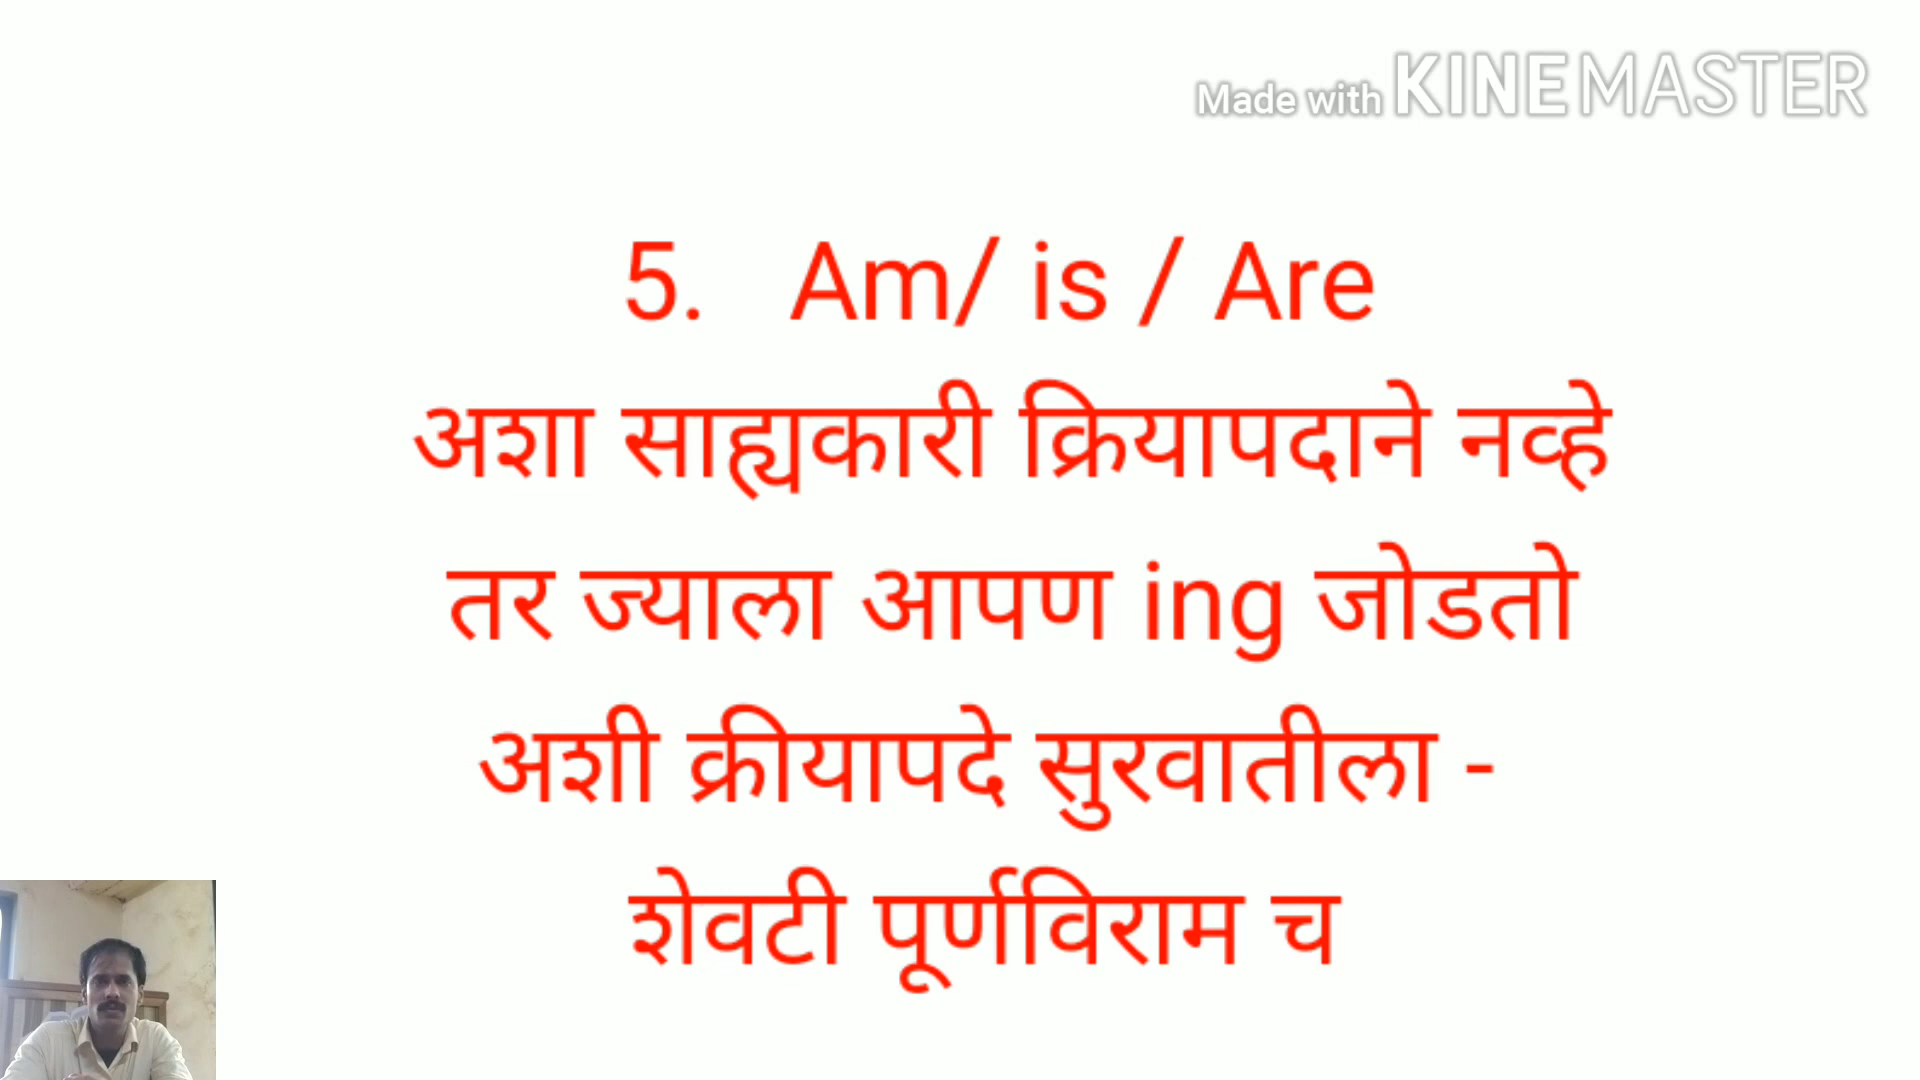 Made with KINEMASTER
5. Am/ is / Are
अशा साह्यकारी क्रियापदाने नव्हे
तर ज्याला आपण ing जोडतो
अशी क्रीयापदे सुरवातीला -
शेवटी पूर्णविराम च